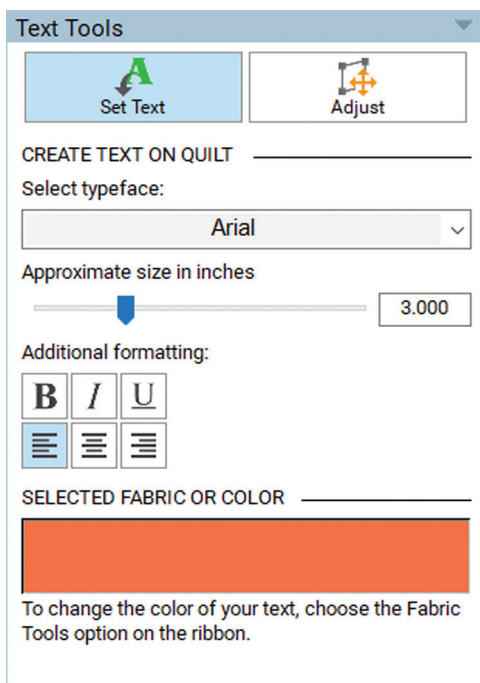 Text Tools
Set Text
Adjust
CREATE TEXT ON QUILT
Select typeface:
Arial
Approximate size in inches
3.000
Additional formatting:
B I U
SELECTED FABRIC OR COLOR
To change the color of your text, choose the Fabric
Tools option on the ribbon.